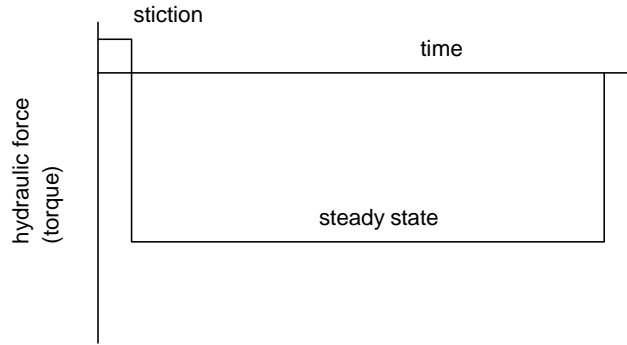 stiction
time
hydraulic force
(torque)
steady state